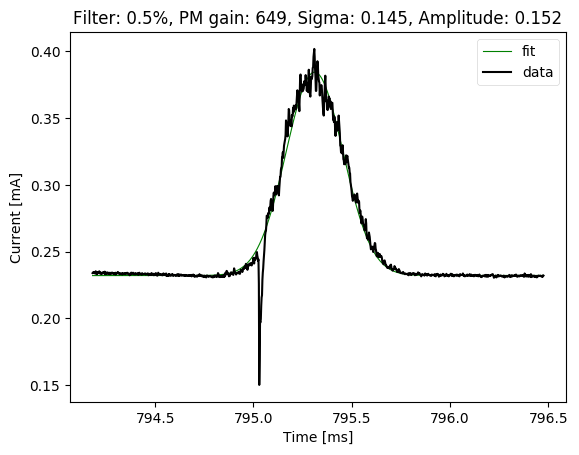 Filter: 0.5%, PM gain: 649, Sigma: 0.145, Amplitude: 0.152
fit
data
0.40
0.35
0.30
0.25
0.20
0.15
Current [mA]
794.5
795.0
795.5
796.0
796.5
Time [ms]